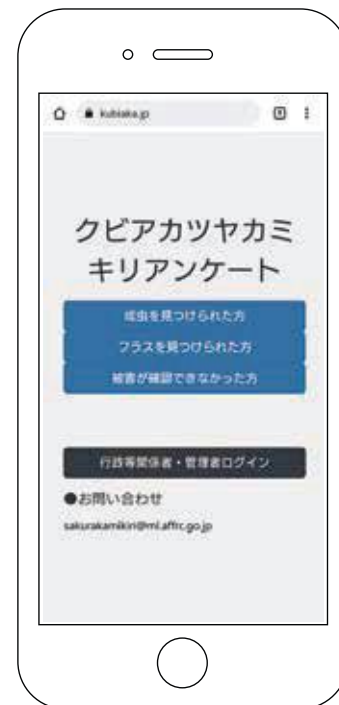 kubiaka.jp
クビアカツヤカミ
キリアンケート
成虫を見つけられた方
フラスを見つけられた方
被害が確認できなかった方
行政等関係者・管理者ログイン
●お問い合わせ
sakurakamikiri@ml.affrc.go.jp